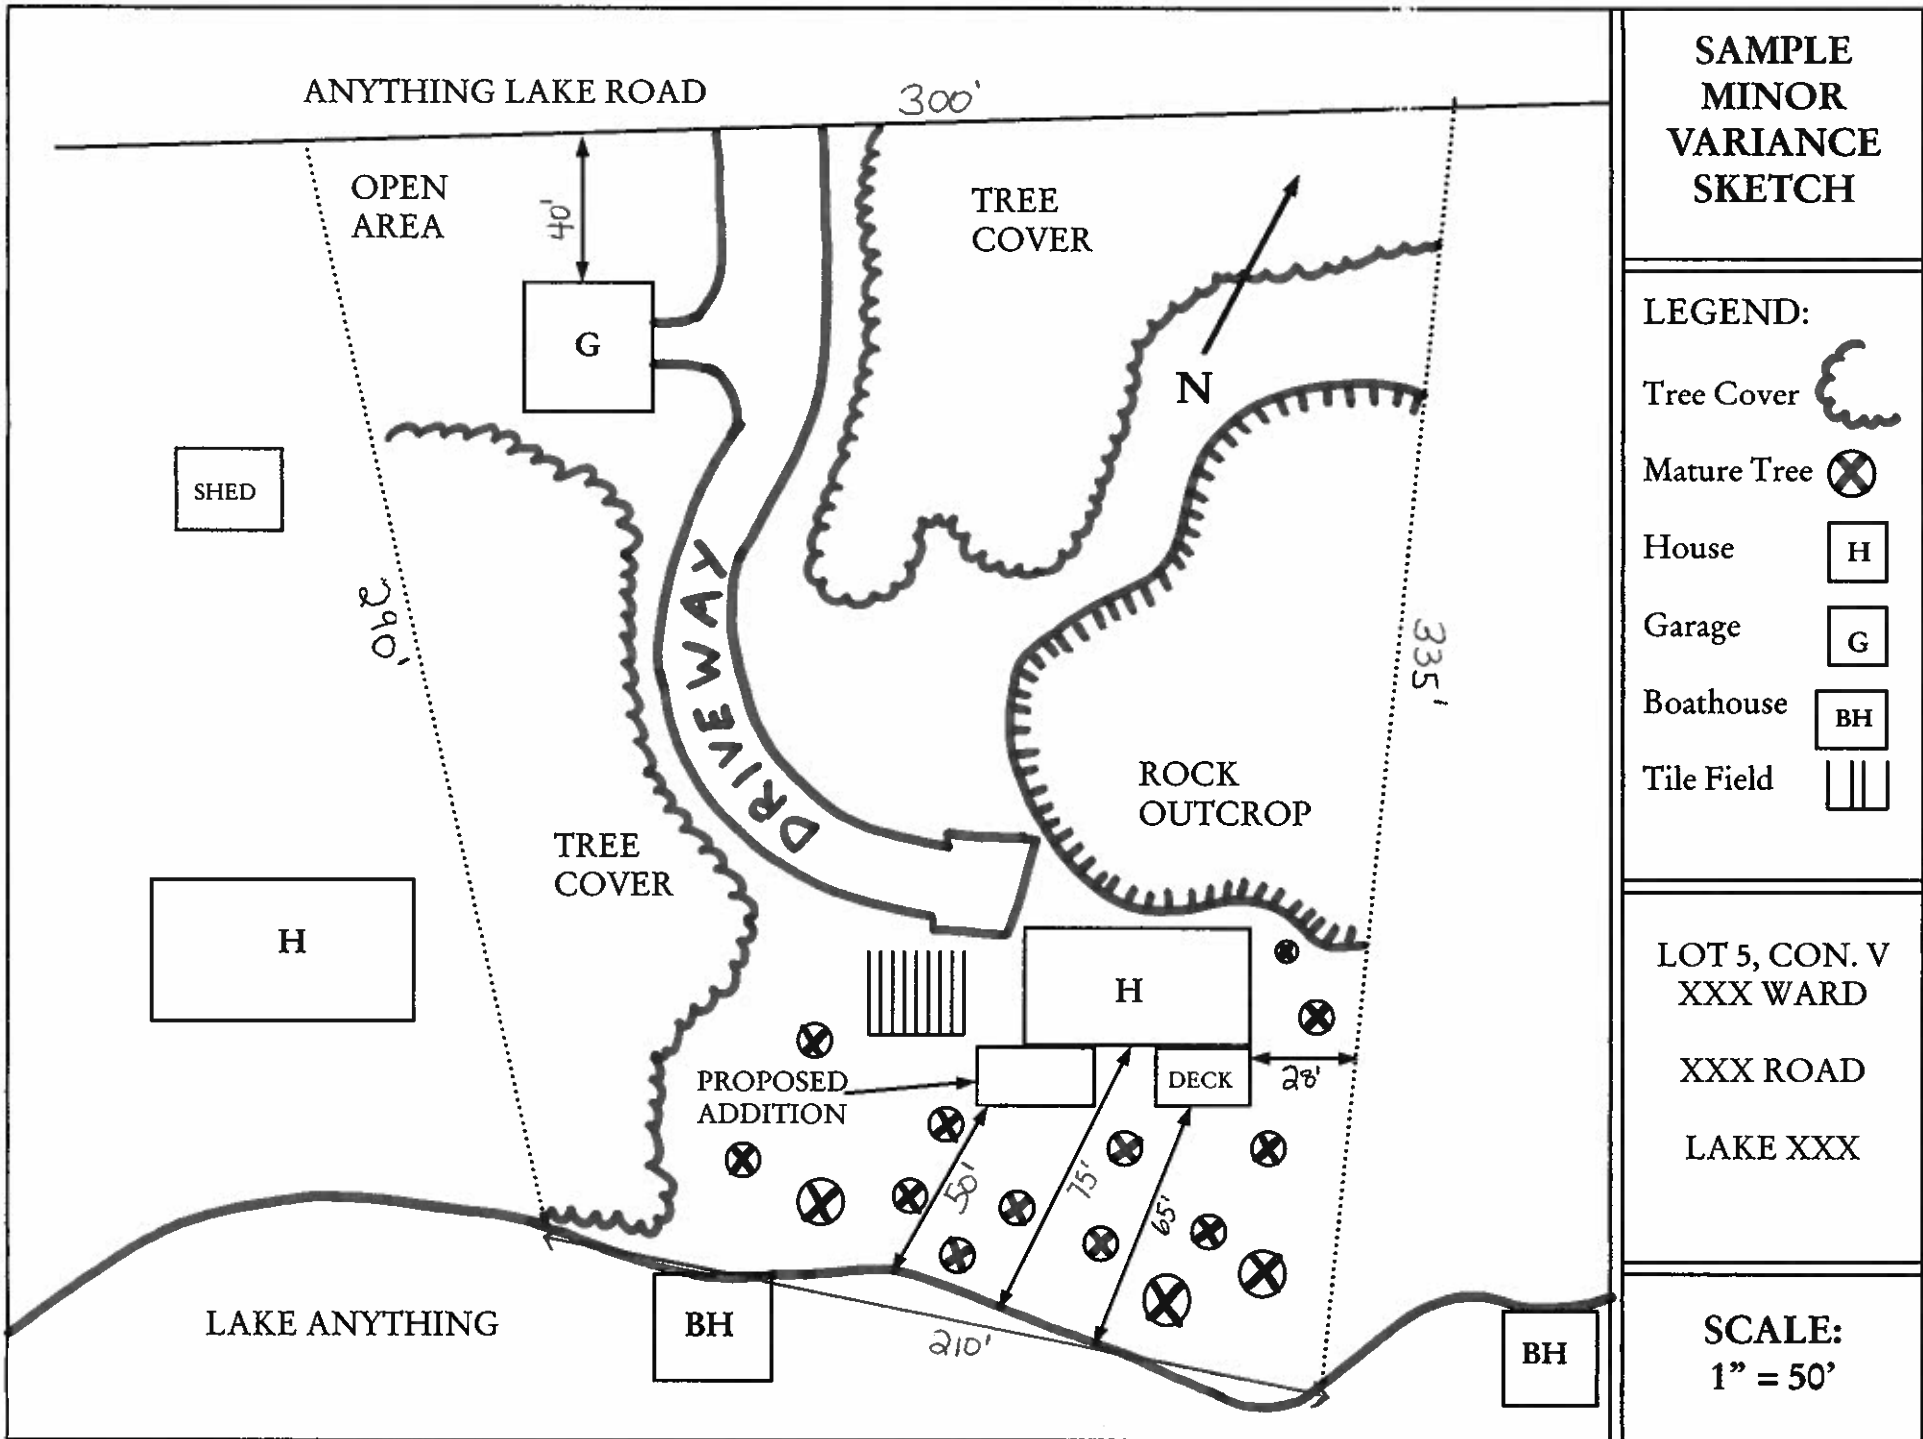 ANYTHING LAKE ROAD
300'
OPEN
AREA
40'
TREE
COVER
G
N
SHED
260'
335'
DRIVEWAY
ROCK
OUTCROP
TREE
COVER
H
H
PROPOSED
ADDITION
DECK
28'
50'
75'
65'
LAKE ANYTHING
BH
210'
BH
SAMPLE
MINOR
VARIANCE
SKETCH
LEGEND:
Tree Cover
Mature Tree
House H
Garage G
Boathouse BH
Tile Field
LOT 5, CON. V
XXX WARD
XXX ROAD
LAKE XXX
SCALE:
1” = 50’